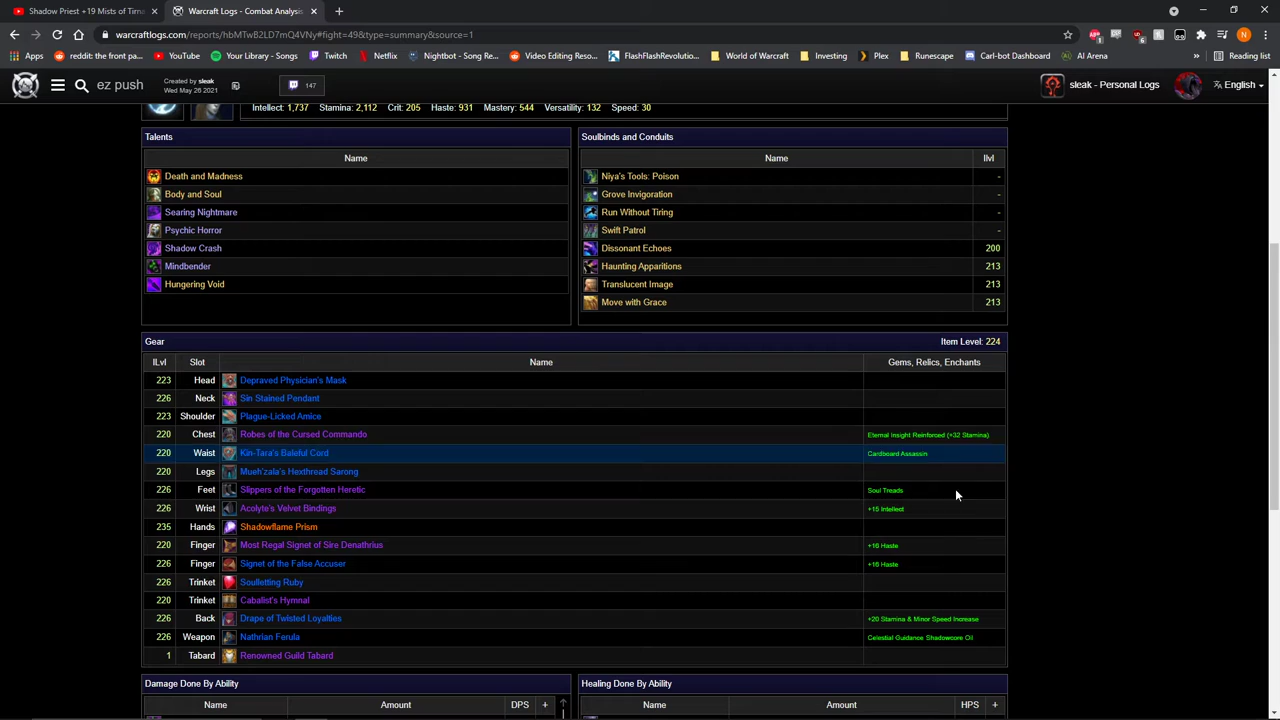 Shadow Priest +19 Mists of Tirna
Warcraft Logs - Combat Analysis
warcraftlogs.com/reports/hbMTwB2LD7mQ4VNy#fight=49&type=summary&source=1
Apps
reddit: the front pa...
YouTube
Your Library - Songs
Twitch
Netflix
Nightbot - Song Re...
Video Editing Reso...
FlashFlashRevolutio...
World of Warcraft
Investing
Plex
Runescape
Carl-bot Dashboard
AI Arena
Reading list
ez push
Created by sleak
Wed May 26 2021
147
sleak - Personal Logs
English
Intellect: 1,737 Stamina: 2,112 Crit: 205 Haste: 931 Mastery: 544 Versatility: 132 Speed: 30
Talents
Name
Death and Madness
Body and Soul
Searing Nightmare
Psychic Horror
Shadow Crash
Mindbender
Hungering Void
Soulbinds and Conduits
Name ilvl
Niya's Tools: Poison -
Grove Invigoration -
Run Without Tiring -
Swift Patrol -
Dissonant Echoes 200
Haunting Apparitions 213
Translucent Image 213
Move with Grace 213
Gear Item Level: 224
ILvl Slot Name Gems, Relics, Enchants
223 Head Depraved Physician's Mask
226 Neck Sin Stained Pendant
223 Shoulder Plague-Licked Amice
220 Chest Robes of the Cursed Commando Eternal Insight Reinforced (+32 Stamina)
220 Waist Kin-Tara's Baleful Cord Cardboard Assassin
220 Legs Mueh'zala's Hexthread Sarong
226 Feet Slippers of the Forgotten Heretic Soul Treads
226 Wrist Acolyte's Velvet Bindings +15 Intellect
235 Hands Shadowflame Prism
220 Finger Most Regal Signet of Sire Denathrius +16 Haste
226 Finger Signet of the False Accuser +16 Haste
226 Trinket Soulletting Ruby
220 Trinket Cabalist's Hymnal
226 Back Drape of Twisted Loyalties +20 Stamina & Minor Speed Increase
226 Weapon Nathrian Ferula Celestial Guidance Shadowcore Oil
1 Tabard Renowned Guild Tabard
Damage Done By Ability
Name Amount DPS +
Healing Done By Ability
Name Amount HPS +